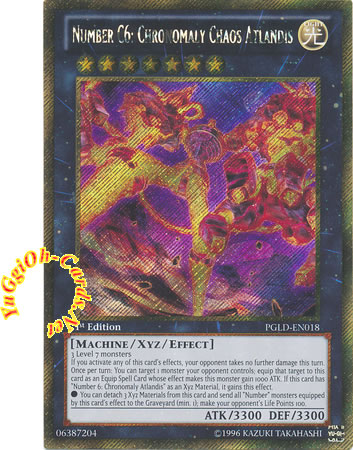 NUMBER C6: CHRONOMALY CHAOS ATLANDIS
LIGHT
光
YuGgiOh-Cards.Net
1st Edition
PGLD-EN018
[MACHINE/XYZ/EFFECT]
3 Level 7 monsters
If you activate any of this card's effects, your opponent takes no further damage this turn.
Once per turn: You can target 1 monster your opponent controls; equip that target to
this card as an Equip Spell Card whose effect makes this monster gain 1000 ATK. If this card has
"Number 6: Chronomaly Atlandis" as an Xyz Material, it gains this effect.
● You can detach 3 Xyz Materials from this card and send all "Number" monsters equipped
by this card's effect to the Graveyard (min. 1); make your opponent's Life Points 100.
ATK/3300 DEF/3300
06387204
©1996 KAZUKI TAKAHASHI